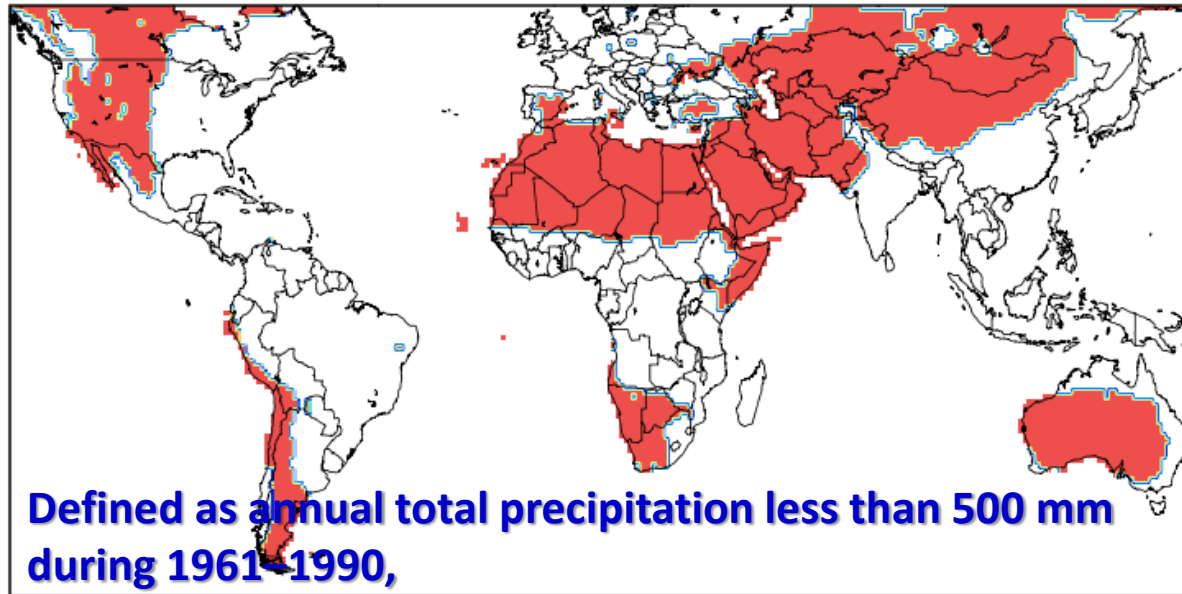 Defined as annual total precipitation less than 500 mm
during 1961–1990,